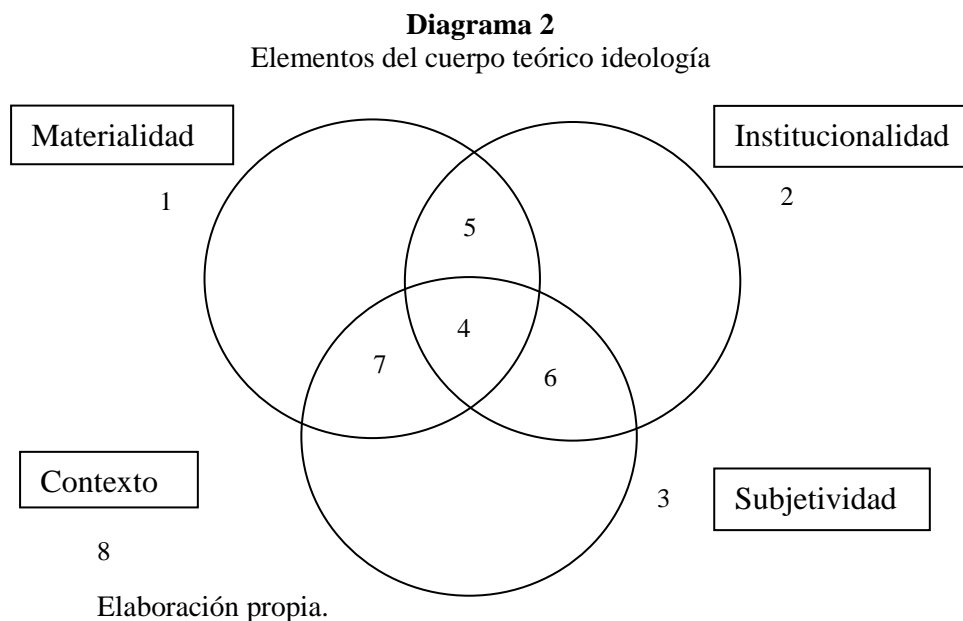 Diagrama 2
Elementos del cuerpo teórico ideología
Materialidad
Institucionalidad
1
2
5
4
7
6
Contexto
3
Subjetividad
8
Elaboración propia.